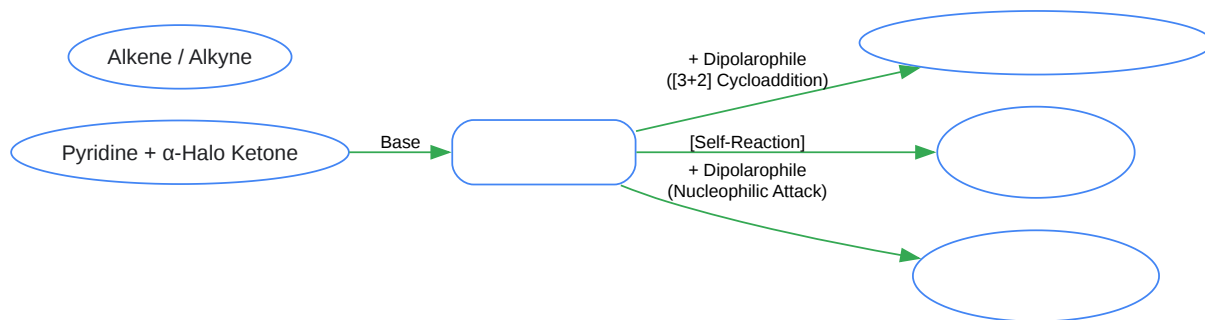 Alkene / Alkyne
Pyridine + α-Halo Ketone
Base
+ Dipolarophile
([3+2] Cycloaddition)
[Self-Reaction]
+ Dipolarophile
(Nucleophilic Attack)